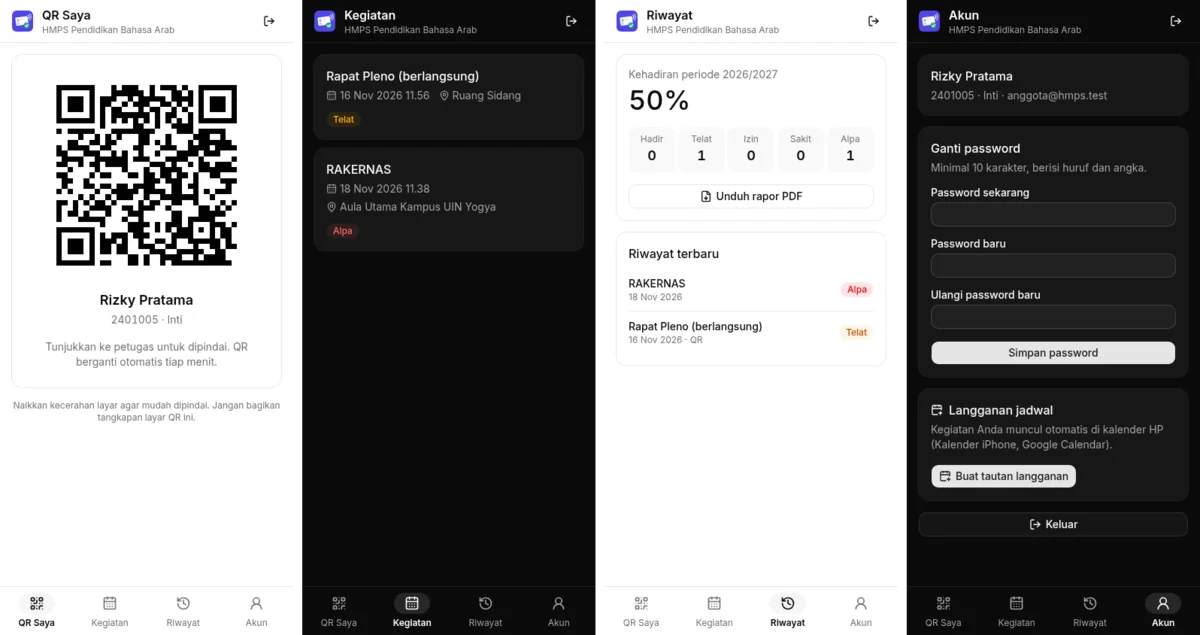 QR Saya
HMPS Pendidikan Bahasa Arab
Rizky Pratama
2401005 · Inti
Tunjukkan ke petugas untuk dipindai. QR
berganti otomatis tiap menit.
Naikkan kecerahan layar agar mudah dipindai. Jangan bagikan
tangkapan layar QR ini.
QR Saya
Kegiatan
Riwayat
Akun
Kegiatan
HMPS Pendidikan Bahasa Arab
Rapat Pleno (berlangsung)
16 Nov 2026 11.56
Ruang Sidang
Telat
RAKERNAS
18 Nov 2026 11.38
Aula Utama Kampus UIN Yogya
Alpa
QR Saya
Kegiatan
Riwayat
Akun
Riwayat
HMPS Pendidikan Bahasa Arab
Kehadiran periode 2026/2027
50%
Hadir
0
Telat
1
Izin
0
Sakit
0
Alpa
1
Unduh rapor PDF
Riwayat terbaru
RAKERNAS
18 Nov 2026
Alpa
Rapat Pleno (berlangsung)
16 Nov 2026 · QR
Telat
QR Saya
Kegiatan
Riwayat
Akun
Akun
HMPS Pendidikan Bahasa Arab
Rizky Pratama
2401005 · Inti · anggota@hmps.test
Ganti password
Minimal 10 karakter, berisi huruf dan angka.
Password sekarang
Password baru
Ulangi password baru
Simpan password
Langganan jadwal
Kegiatan Anda muncul otomatis di kalender HP
(Kalender iPhone, Google Calendar).
Buat tautan langganan
Keluar
QR Saya
Kegiatan
Riwayat
Akun